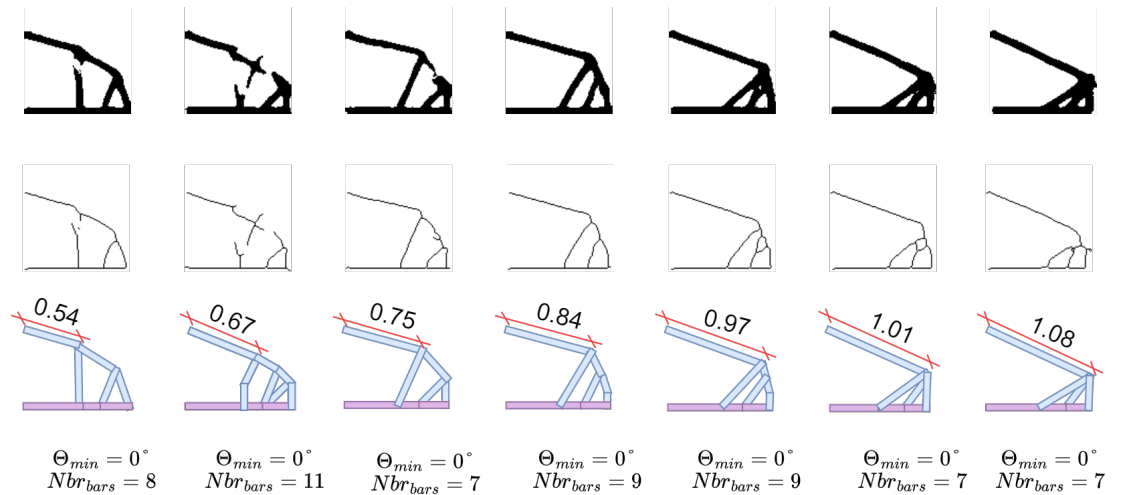 0.54 0.67 0.75 0.84 0.97 1.01 1.08
Θ_min = 0° Θ_min = 0° Θ_min = 0° Θ_min = 0° Θ_min = 0° Θ_min = 0° Θ_min = 0°
Nbr_bars = 8 Nbr_bars = 11 Nbr_bars = 7 Nbr_bars = 9 Nbr_bars = 9 Nbr_bars = 7 Nbr_bars = 7